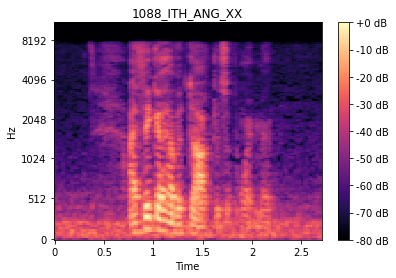 1088_ITH_ANG_XX
Hz
8192
4096
2048
1024
512
0
0
0.5
1
1.5
2
2.5
Time
+0 dB
-10 dB
-20 dB
-30 dB
-40 dB
-50 dB
-60 dB
-70 dB
-80 dB